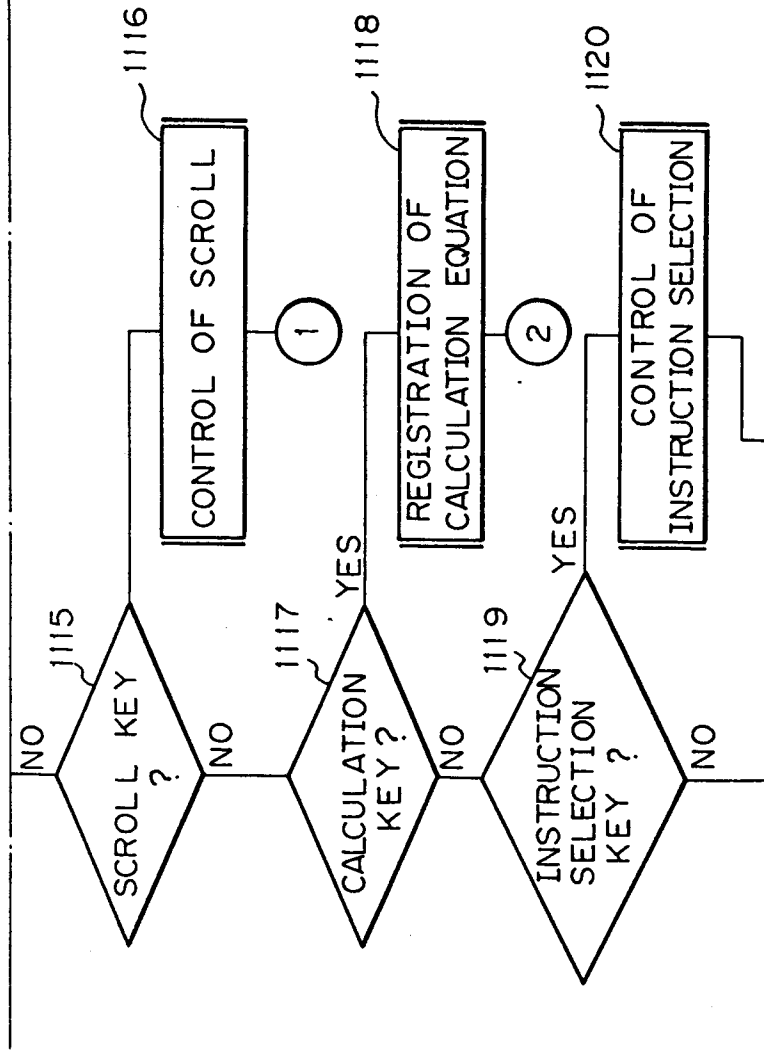 NO
1115
SCROLL KEY
?
1116
CONTROL OF SCROLL
1
NO
1117
CALCULATION
KEY?
YES
1118
REGISTRATION OF
CALCULATION EQUATION
2
NO
1119
INSTRUCTION
SELECTION
KEY ?
YES
1120
CONTROL OF
INSTRUCTION SELECTION
NO